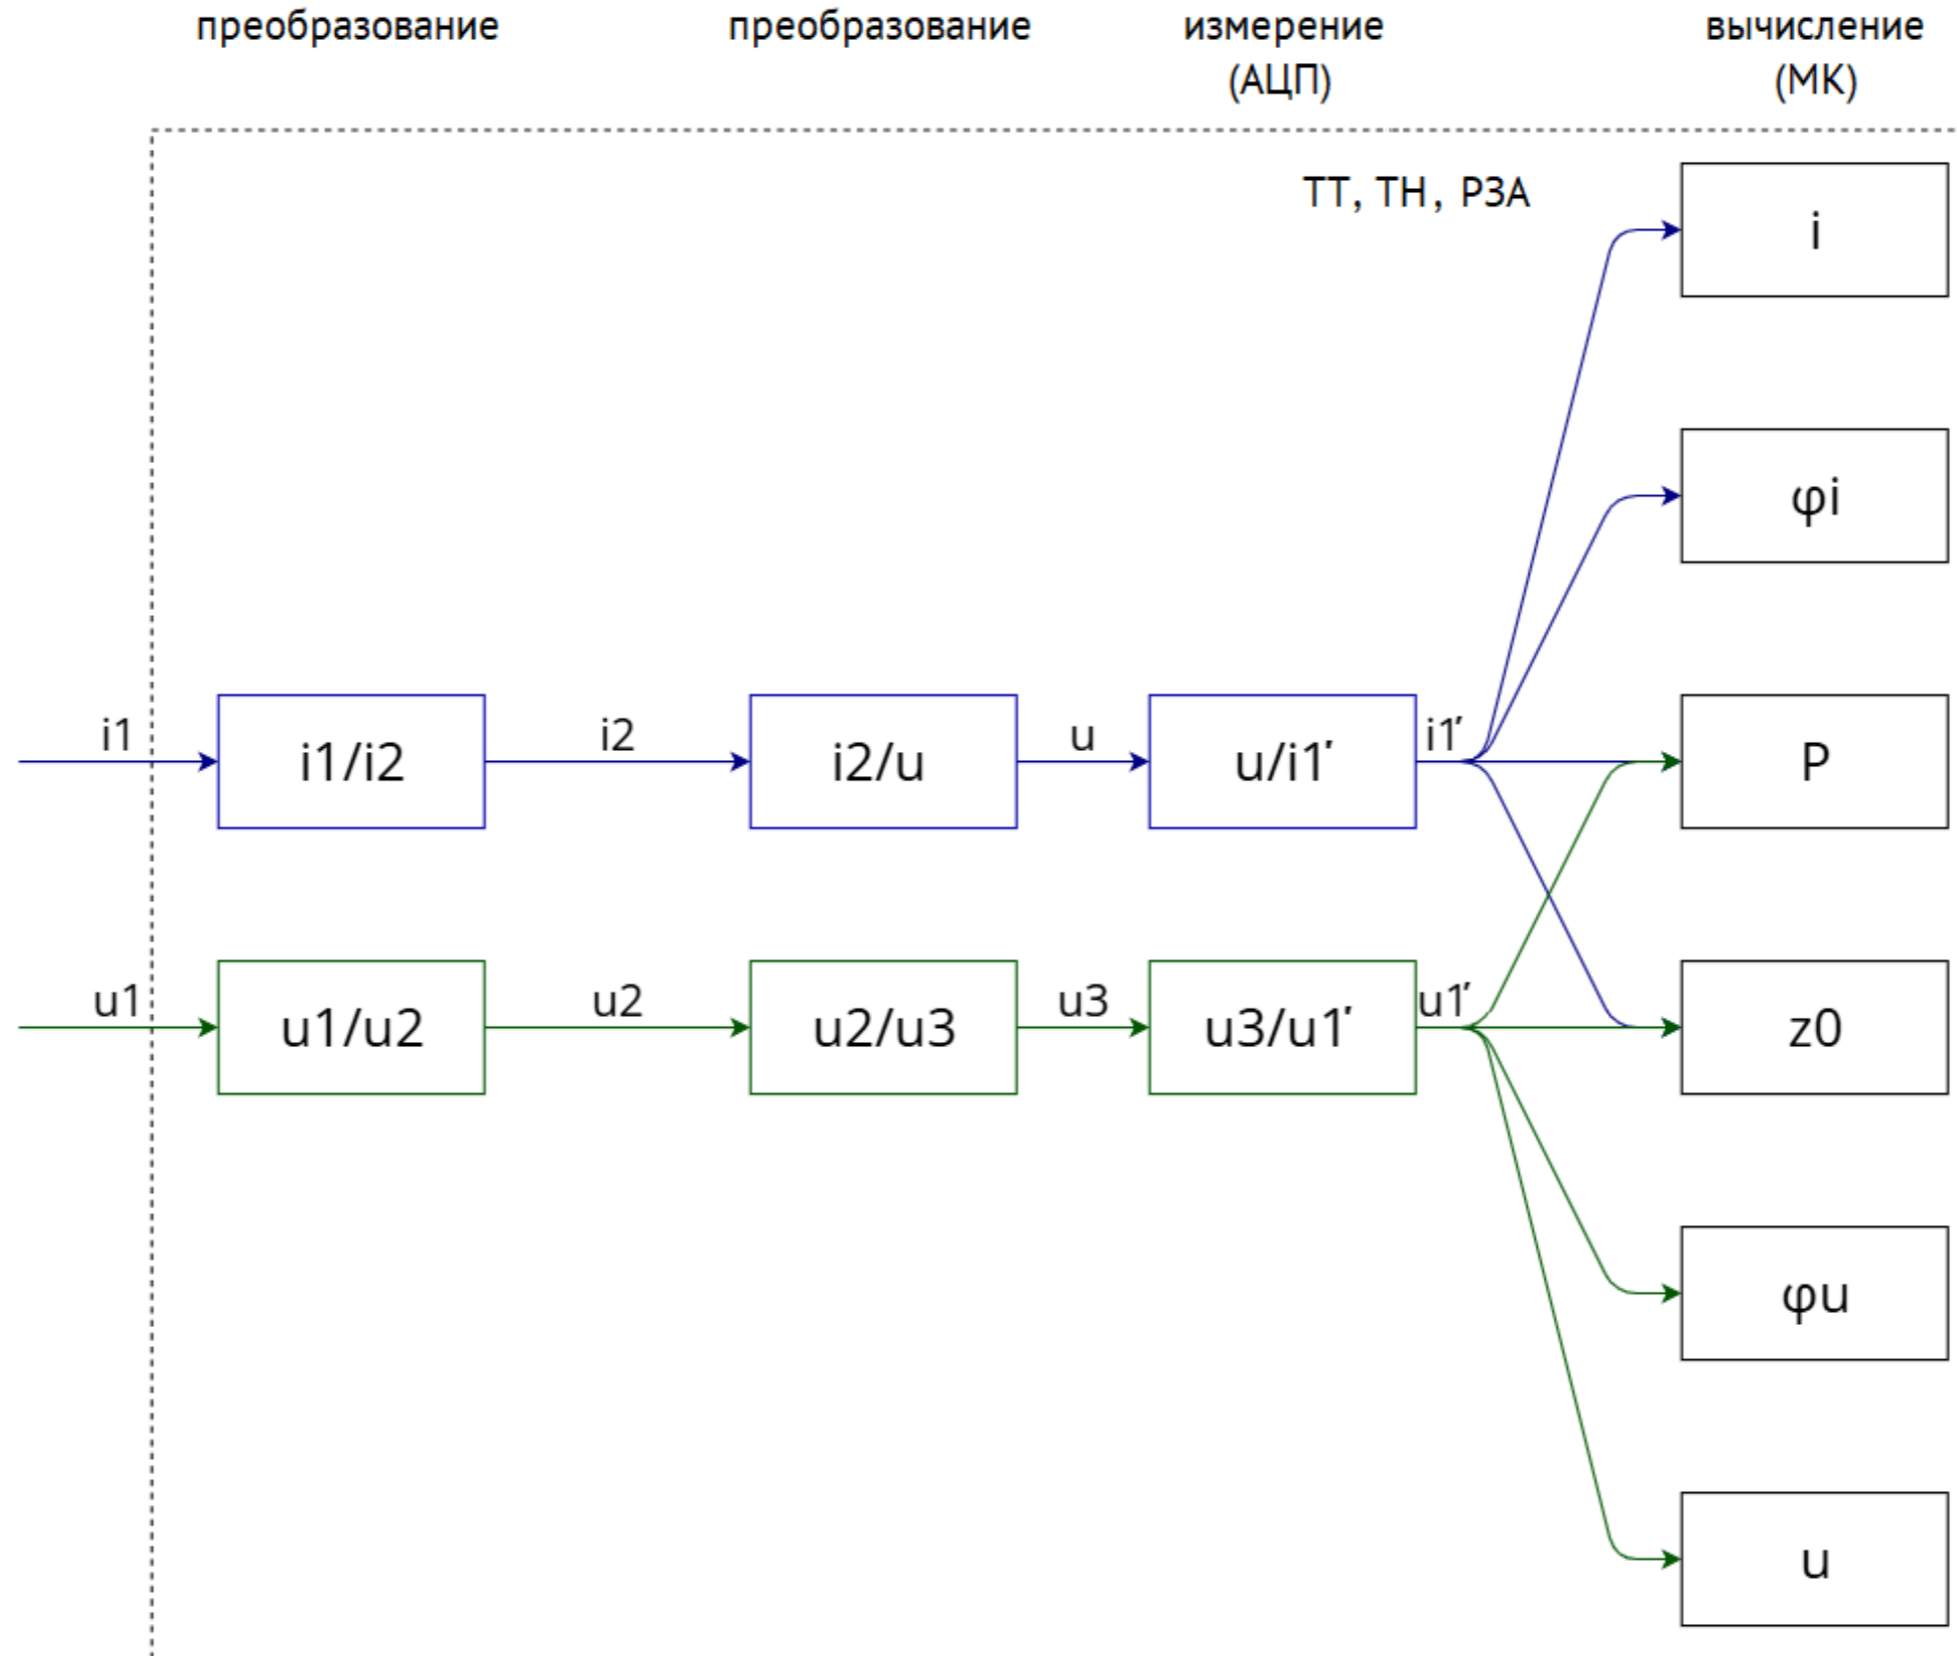 преобразование
преобразование
измерение
(АЦП)
вычисление
(МК)
ТТ, ТН, РЗА
i
φi
i1
i1/i2
i2
i2/u
u
u/i1′
i1′
P
u1
u1/u2
u2
u2/u3
u3
u3/u1′
u1′
z0
φu
u